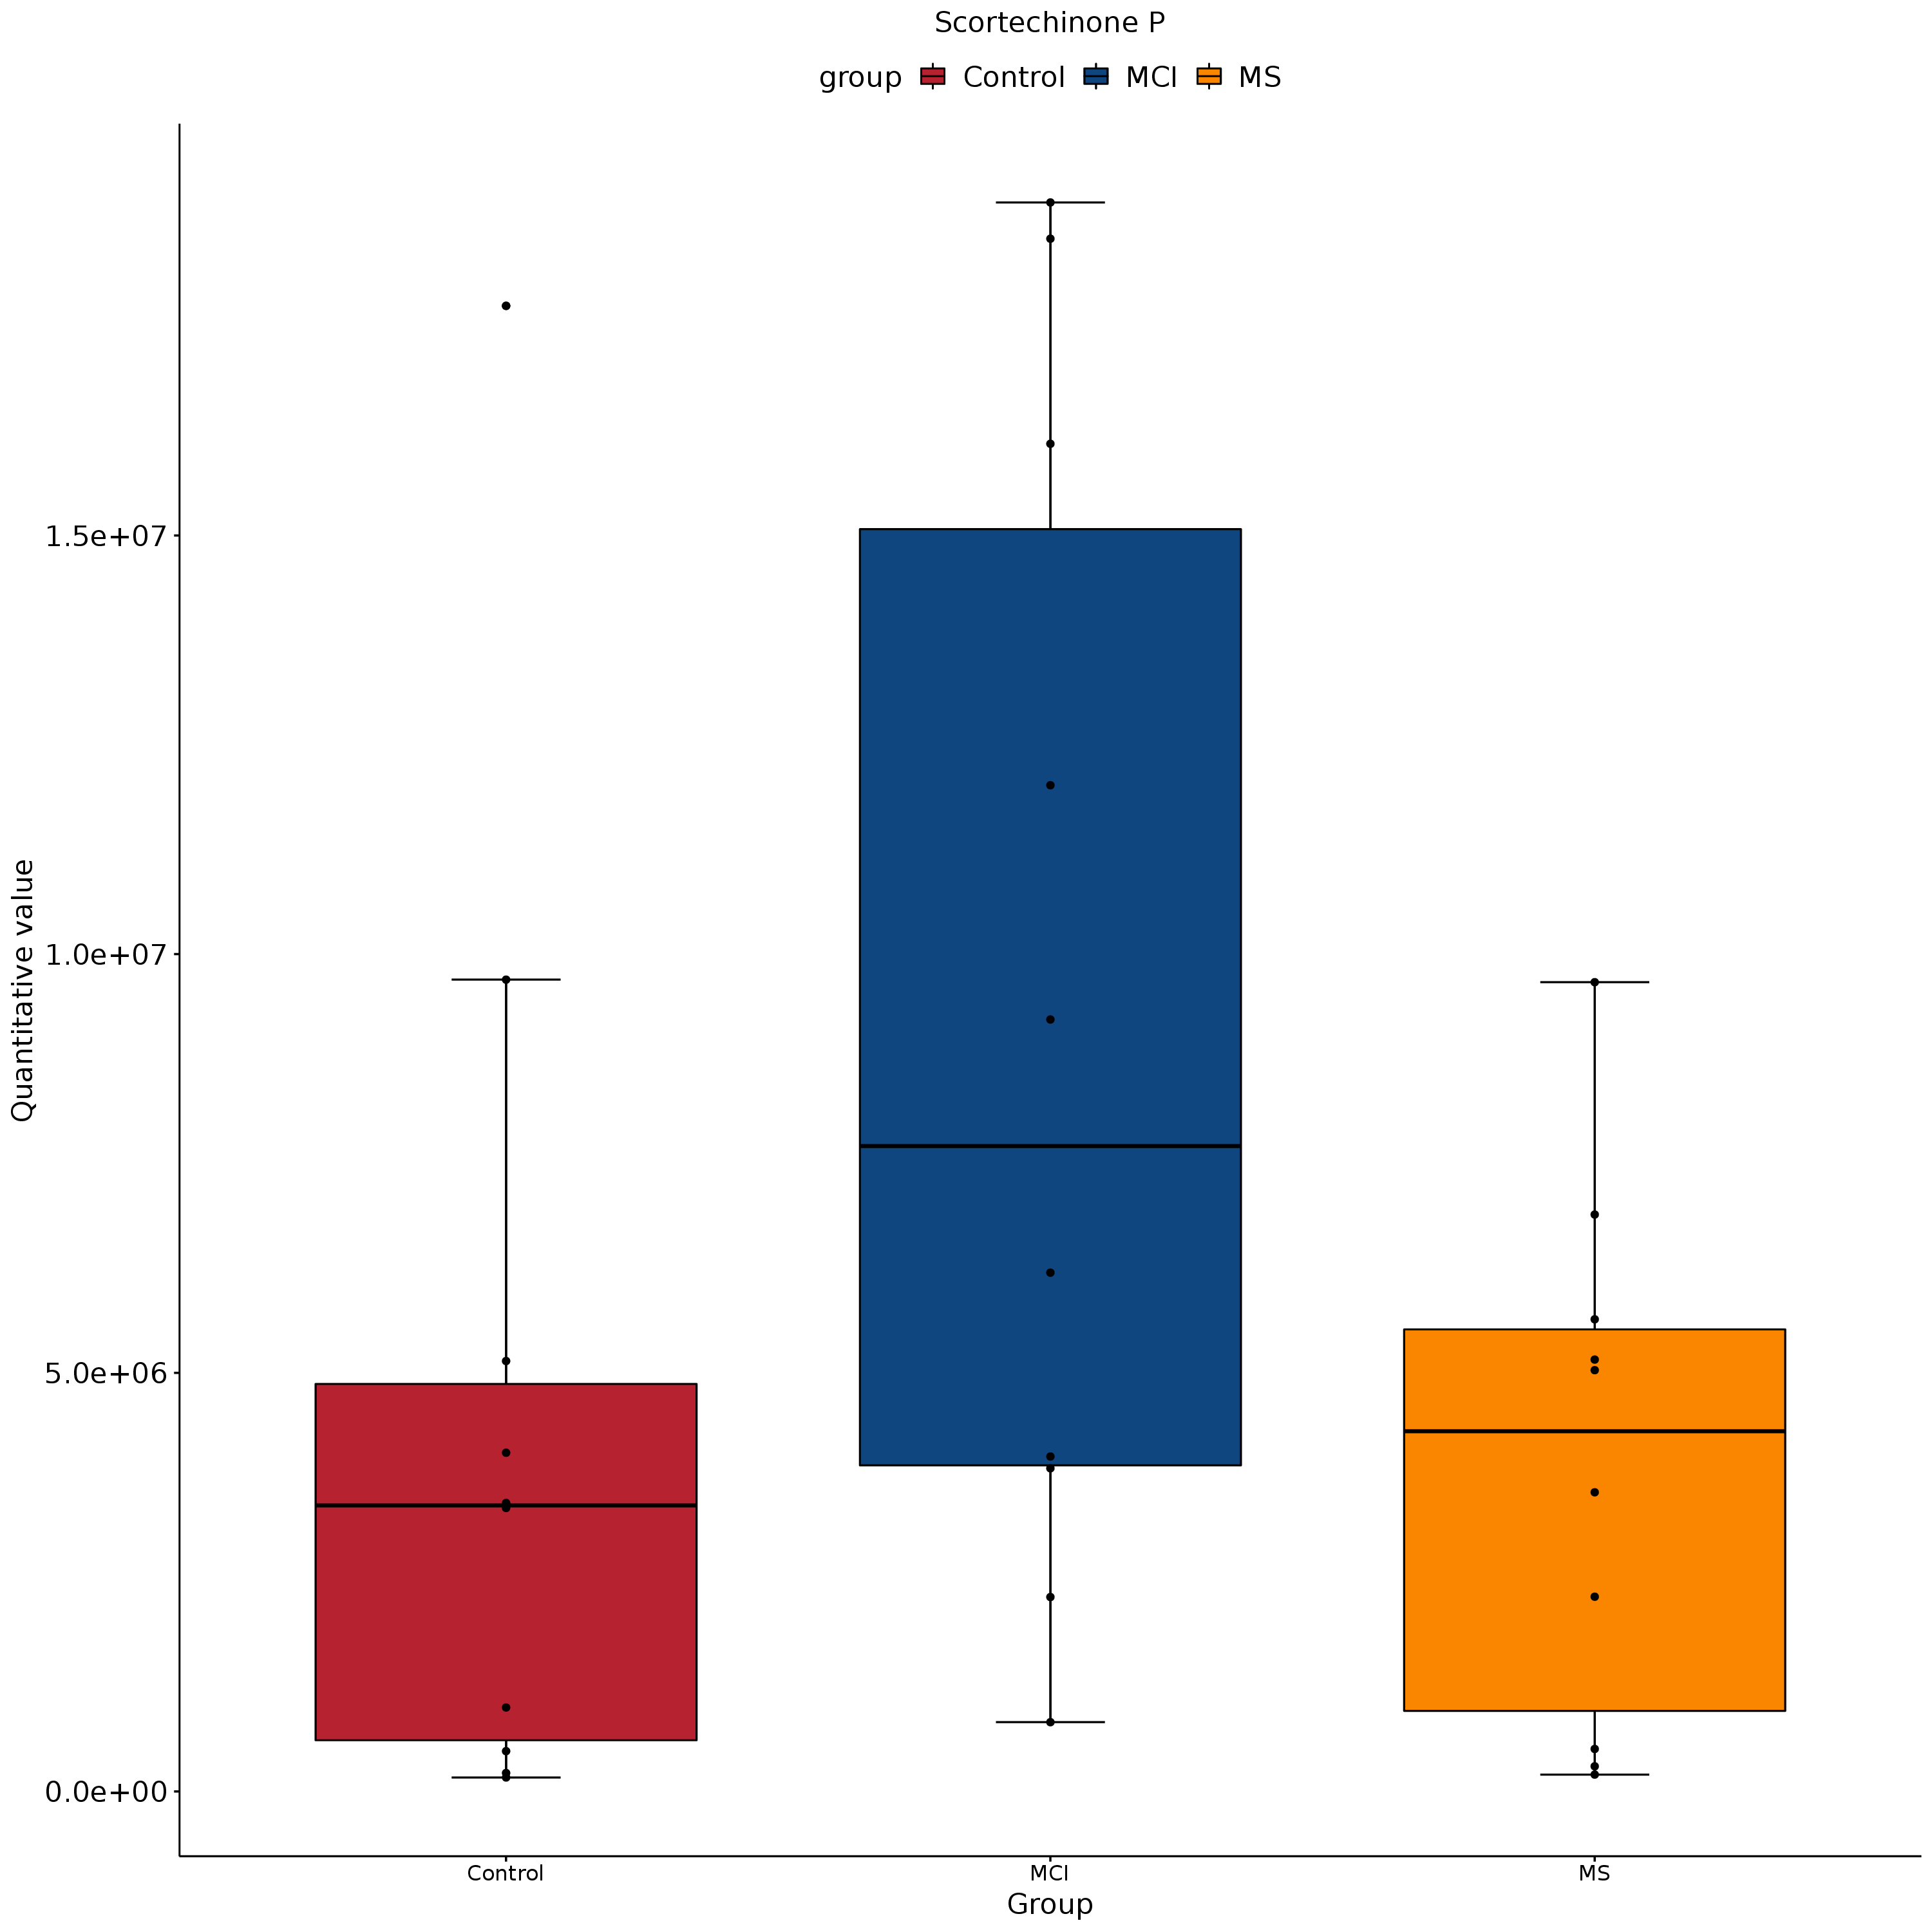 Scortechinone P
group Control MCI MS
Quantitative value
1.5e+07
1.0e+07
5.0e+06
0.0e+00
Control MCI MS
Group